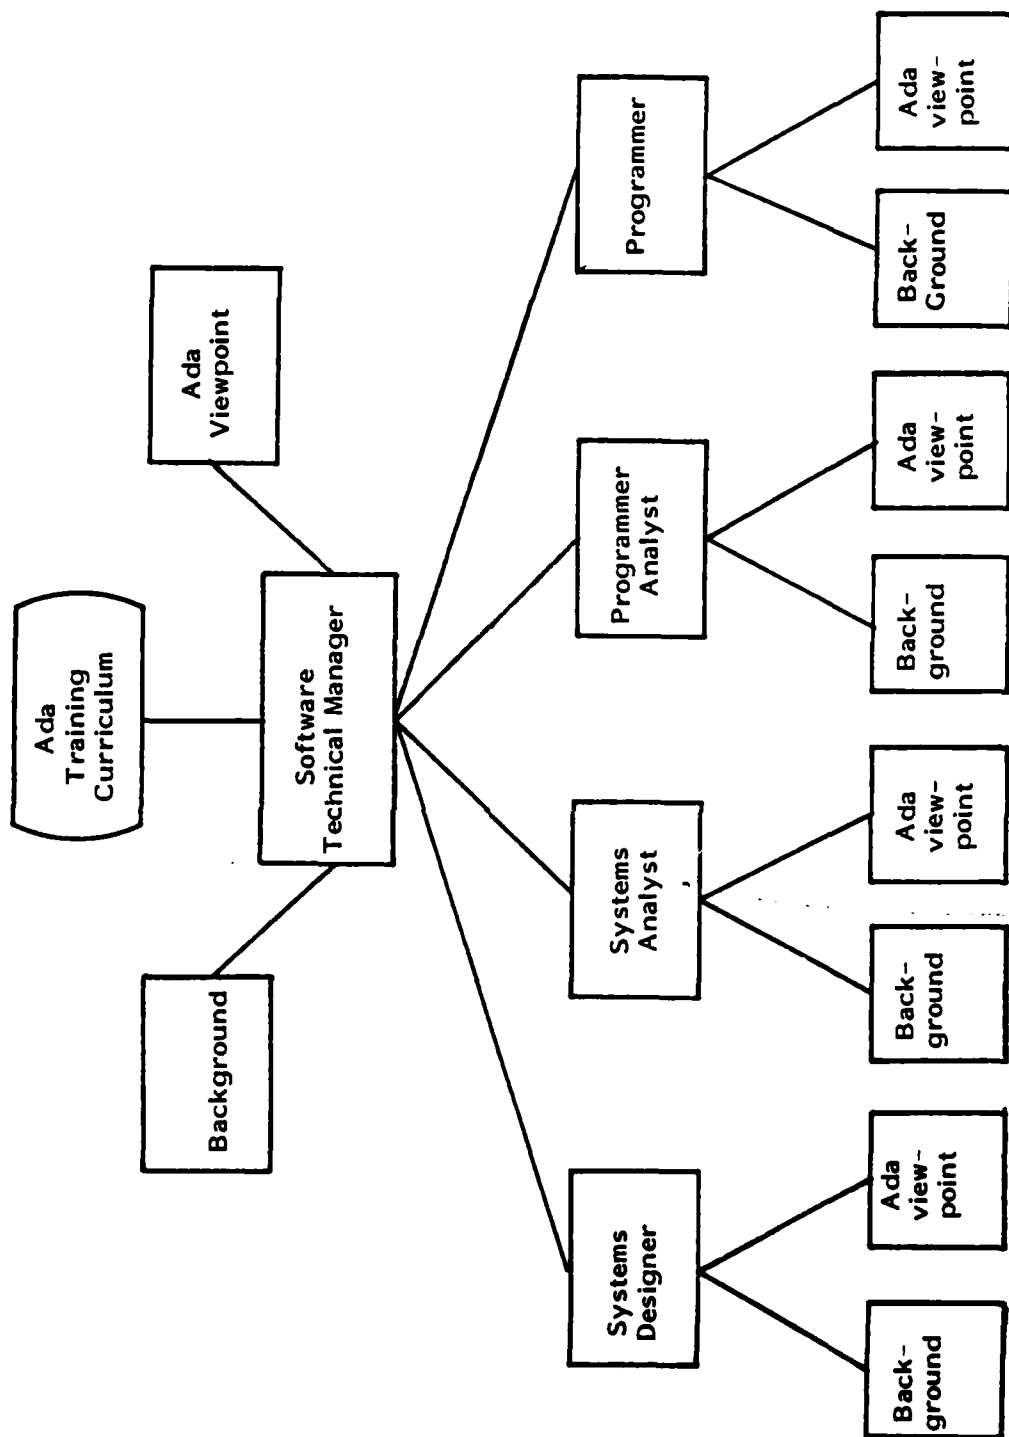 Ada
Training
Curriculum
Background
Software
Technical Manager
Ada
Viewpoint
Systems
Designer
Systems
Analyst
Programmer
Analyst
Programmer
Back-
ground
Ada
view-
point
Back-
ground
Ada
view-
point
Back-
ground
Ada
view-
point
Back-
Ground
Ada
view-
point